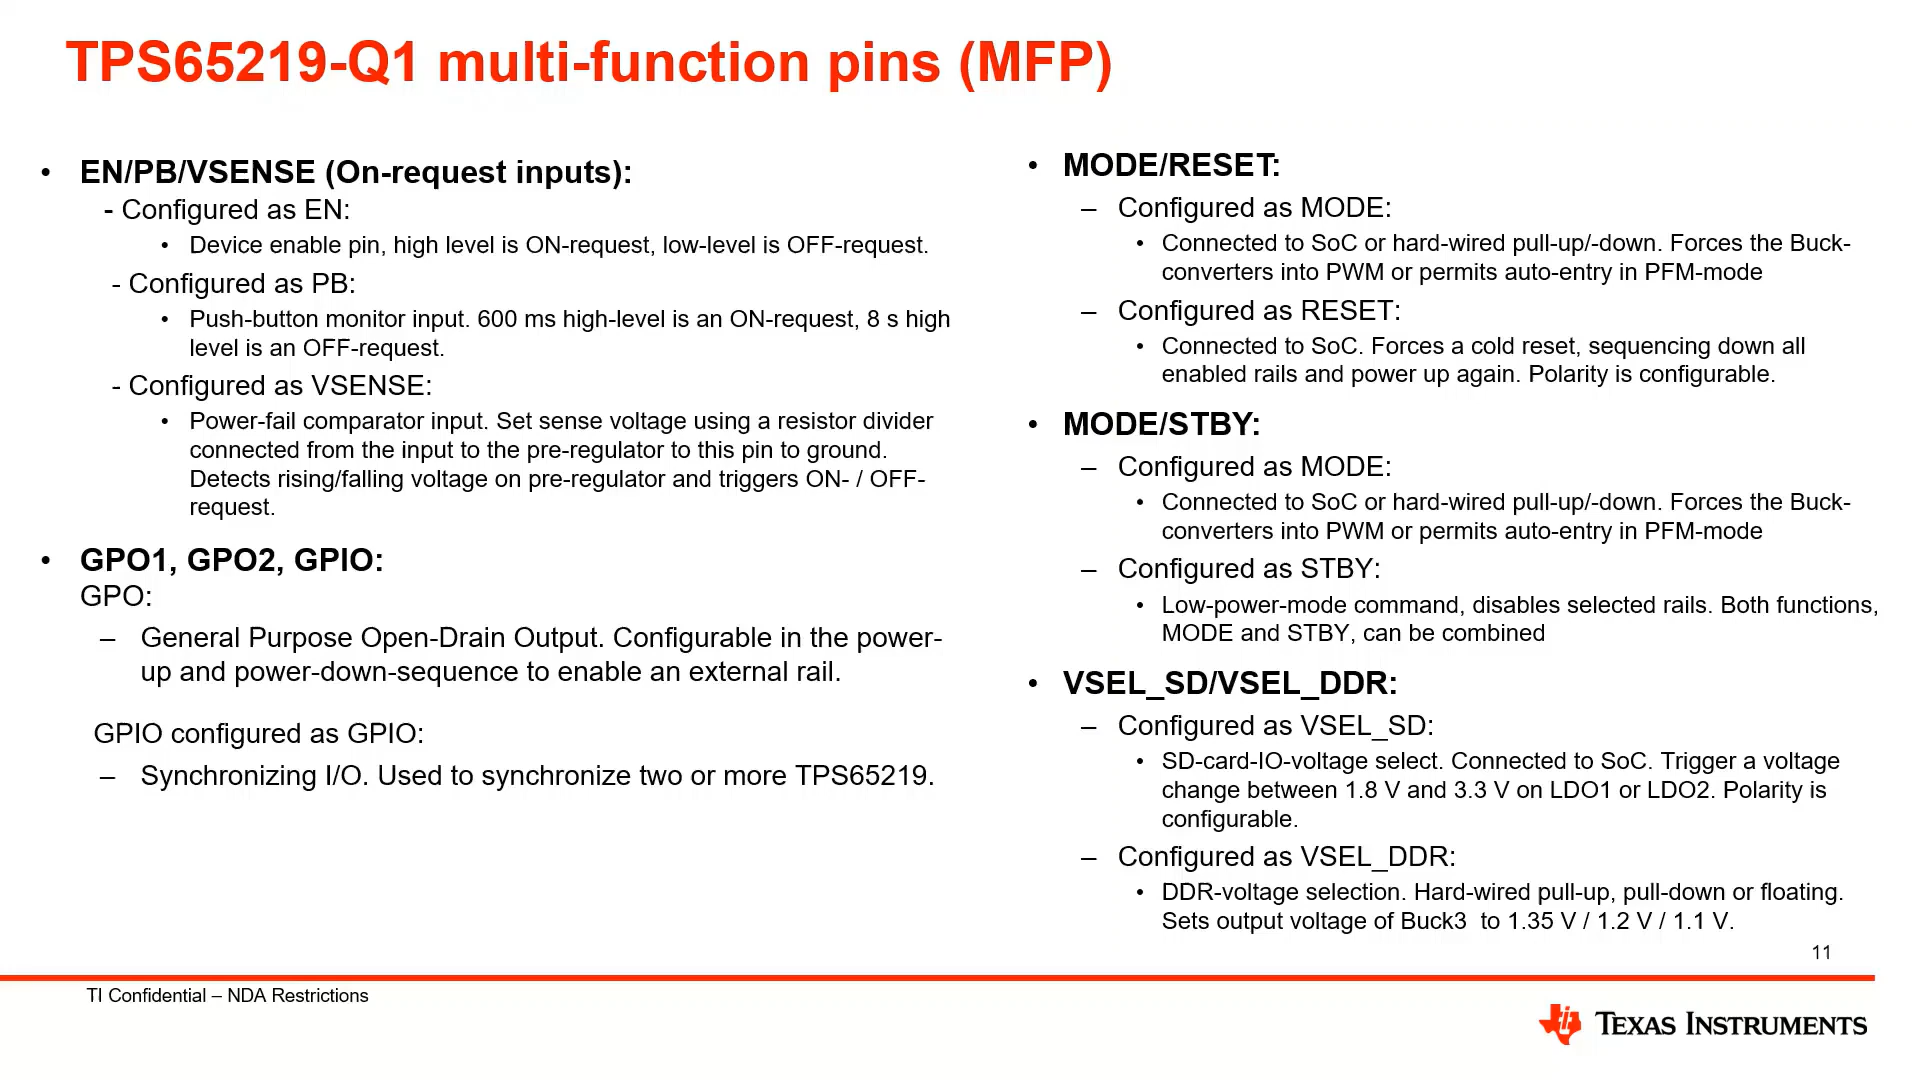 TPS65219-Q1 multi-function pins (MFP)
• EN/PB/VSENSE (On-request inputs):
- Configured as EN:
• Device enable pin, high level is ON-request, low-level is OFF-request.
- Configured as PB:
• Push-button monitor input. 600 ms high-level is an ON-request, 8 s high
level is an OFF-request.
- Configured as VSENSE:
• Power-fail comparator input. Set sense voltage using a resistor divider
connected from the input to the pre-regulator to this pin to ground.
Detects rising/falling voltage on pre-regulator and triggers ON- / OFF-
request.
• GPO1, GPO2, GPIO:
GPO:
– General Purpose Open-Drain Output. Configurable in the power-
up and power-down-sequence to enable an external rail.
GPIO configured as GPIO:
– Synchronizing I/O. Used to synchronize two or more TPS65219.
• MODE/RESET:
– Configured as MODE:
• Connected to SoC or hard-wired pull-up/-down. Forces the Buck-
converters into PWM or permits auto-entry in PFM-mode
– Configured as RESET:
• Connected to SoC. Forces a cold reset, sequencing down all
enabled rails and power up again. Polarity is configurable.
• MODE/STBY:
– Configured as MODE:
• Connected to SoC or hard-wired pull-up/-down. Forces the Buck-
converters into PWM or permits auto-entry in PFM-mode
– Configured as STBY:
• Low-power-mode command, disables selected rails. Both functions,
MODE and STBY, can be combined
• VSEL_SD/VSEL_DDR:
– Configured as VSEL_SD:
• SD-card-IO-voltage select. Connected to SoC. Trigger a voltage
change between 1.8 V and 3.3 V on LDO1 or LDO2. Polarity is
configurable.
– Configured as VSEL_DDR:
• DDR-voltage selection. Hard-wired pull-up, pull-down or floating.
Sets output voltage of Buck3  to 1.35 V / 1.2 V / 1.1 V.
11
TI Confidential – NDA Restrictions
TEXAS INSTRUMENTS